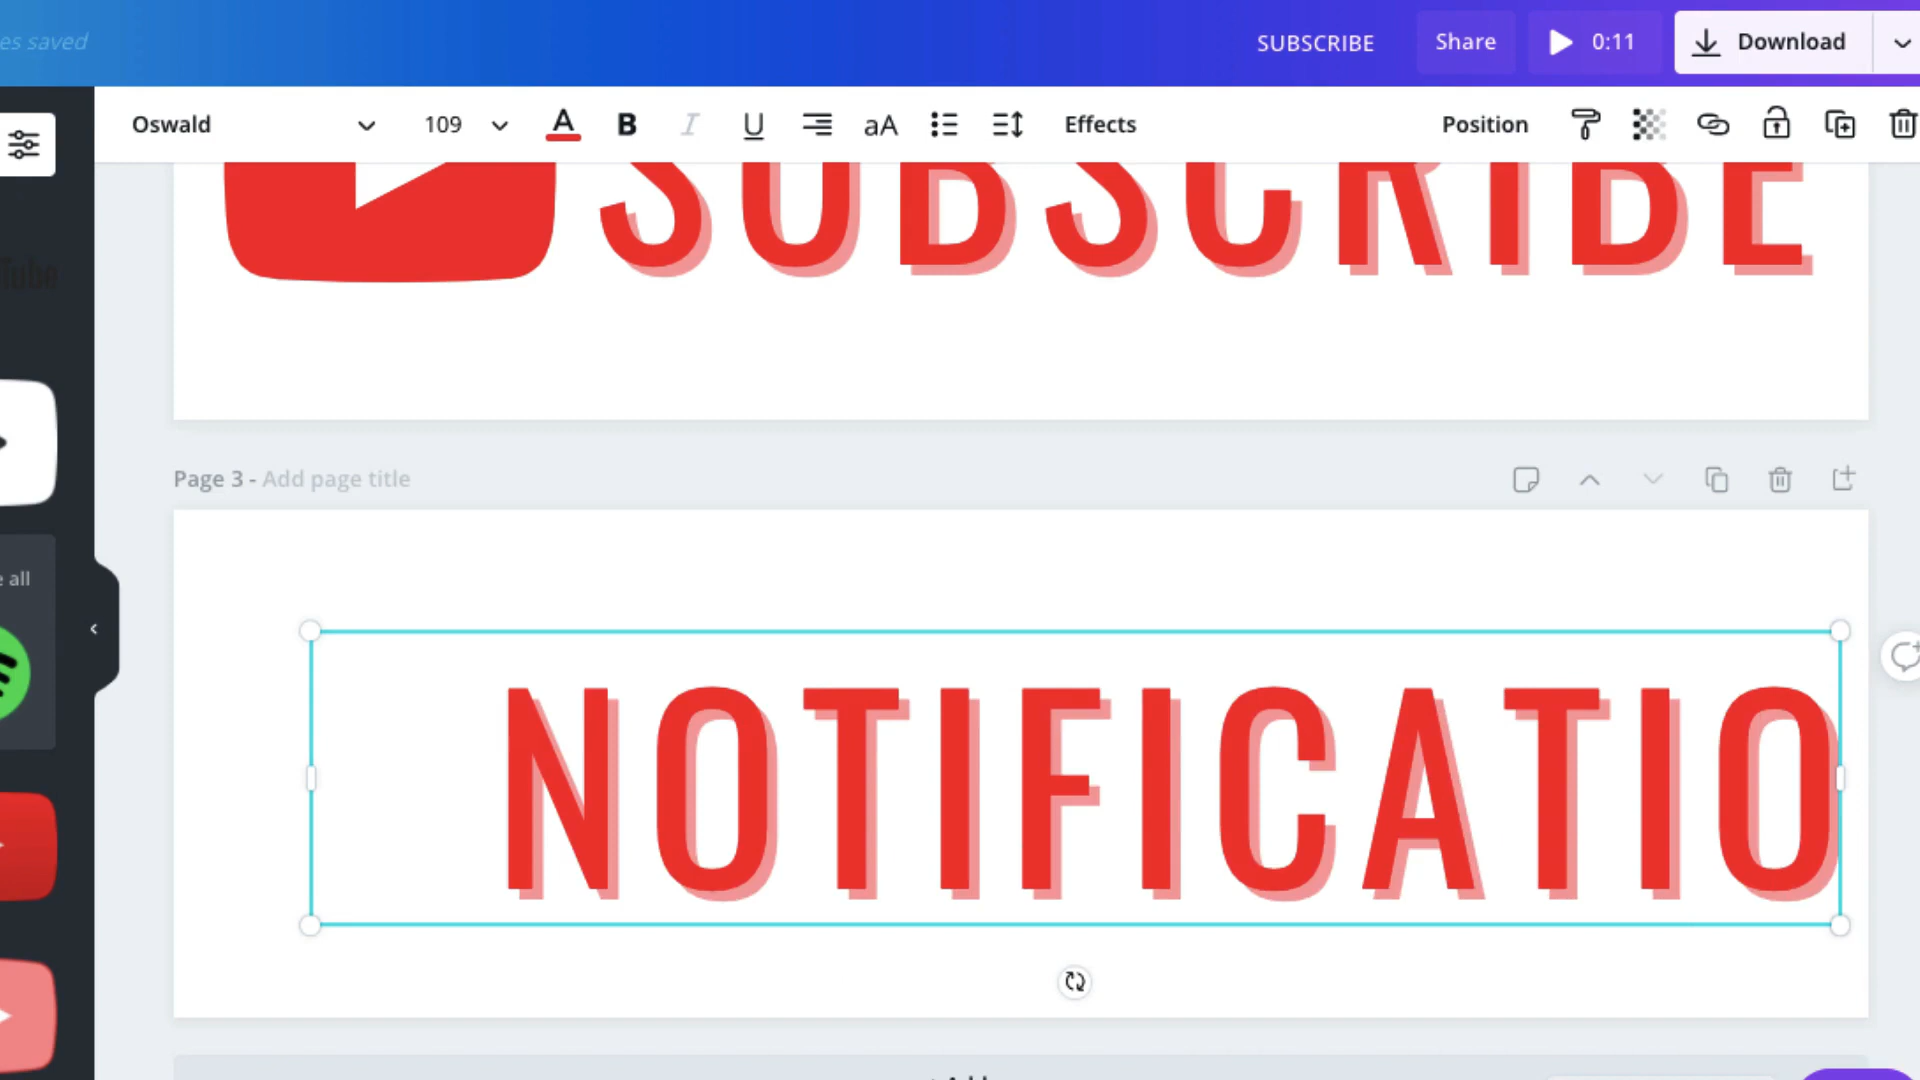 es saved
SUBSCRIBE
Share
0:11
Download
Oswald
109
A
B
I
U
aA
Effects
Position
SUBSCRIBE
Tube
Page 3 - Add page title
e all
NOTIFICATIO